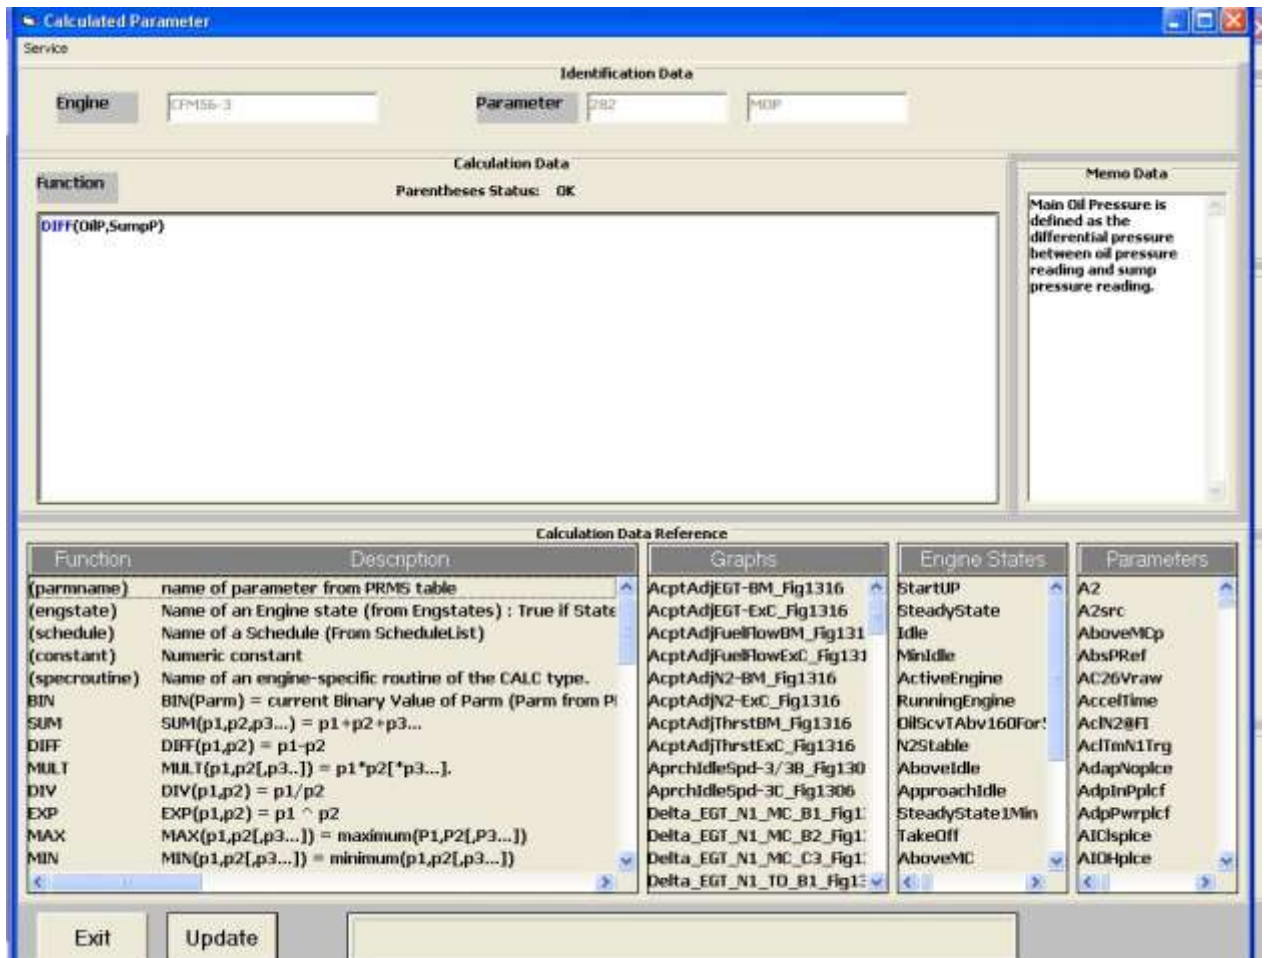 Calculated Parameter
Service
Identification Data
Engine CFM56-3 Parameter 282 MOP
Calculation Data
Function
Parentheses Status: OK
DIFF(OilP,SumpP)
Memo Data
Main Oil Pressure is
defined as the
differential pressure
between oil pressure
reading and sump
pressure reading.
Calculation Data Reference
Function Description
(parmname) name of parameter from PRMS table
(engstate) Name of an Engine state (from Engstates) : True if State
(schedule) Name of a Schedule (From ScheduleList)
(constant) Numeric constant
(specroutine) Name of an engine-specific routine of the CALC type.
BIN BIN(Parm) = current Binary Value of Parm (Parm from P
SUM SUM(p1,p2,p3...) = p1+p2+p3...
DIFF DIFF(p1,p2) = p1-p2
MULT MULT(p1,p2[,p3..]) = p1*p2[*p3...].
DIV DIV(p1,p2) = p1/p2
EXP EXP(p1,p2) = p1 ^ p2
MAX MAX(p1,p2[,p3...]) = maximum(P1,P2[,P3...])
MIN MIN(p1,p2[,p3...]) = minimum(p1,p2[,p3...])
Graphs
AcptAdjEGT-BM_Fig1316
AcptAdjEGT-ExC_Fig1316
AcptAdjFuelFlowBM_Fig131
AcptAdjFuelFlowExC_Fig131
AcptAdjN2-BM_Fig1316
AcptAdjN2-ExC_Fig1316
AcptAdjThrstBM_Fig1316
AcptAdjThrstExC_Fig1316
AprchIdleSpd-3/3B_Fig130
AprchIdleSpd-3C_Fig1306
Delta_EGT_N1_MC_B1_Fig1
Delta_EGT_N1_MC_B2_Fig1
Delta_EGT_N1_MC_C3_Fig1
Delta_EGT_N1_TO_B1_Fig1
Engine States
StartUP
SteadyState
Idle
MinIdle
ActiveEngine
RunningEngine
OilScvTAbv160For
N2Stable
AboveIdle
ApproachIdle
SteadyState1Min
TakeOff
AboveMC
Parameters
A2
A2src
AboveMCp
AbsPRef
AC26Vraw
AccelTime
AclN2@FI
AclTmN1Trg
AdapNoplce
AdpInPplcf
AdpPwrplcf
AIClsplce
AIOHplce
Exit
Update